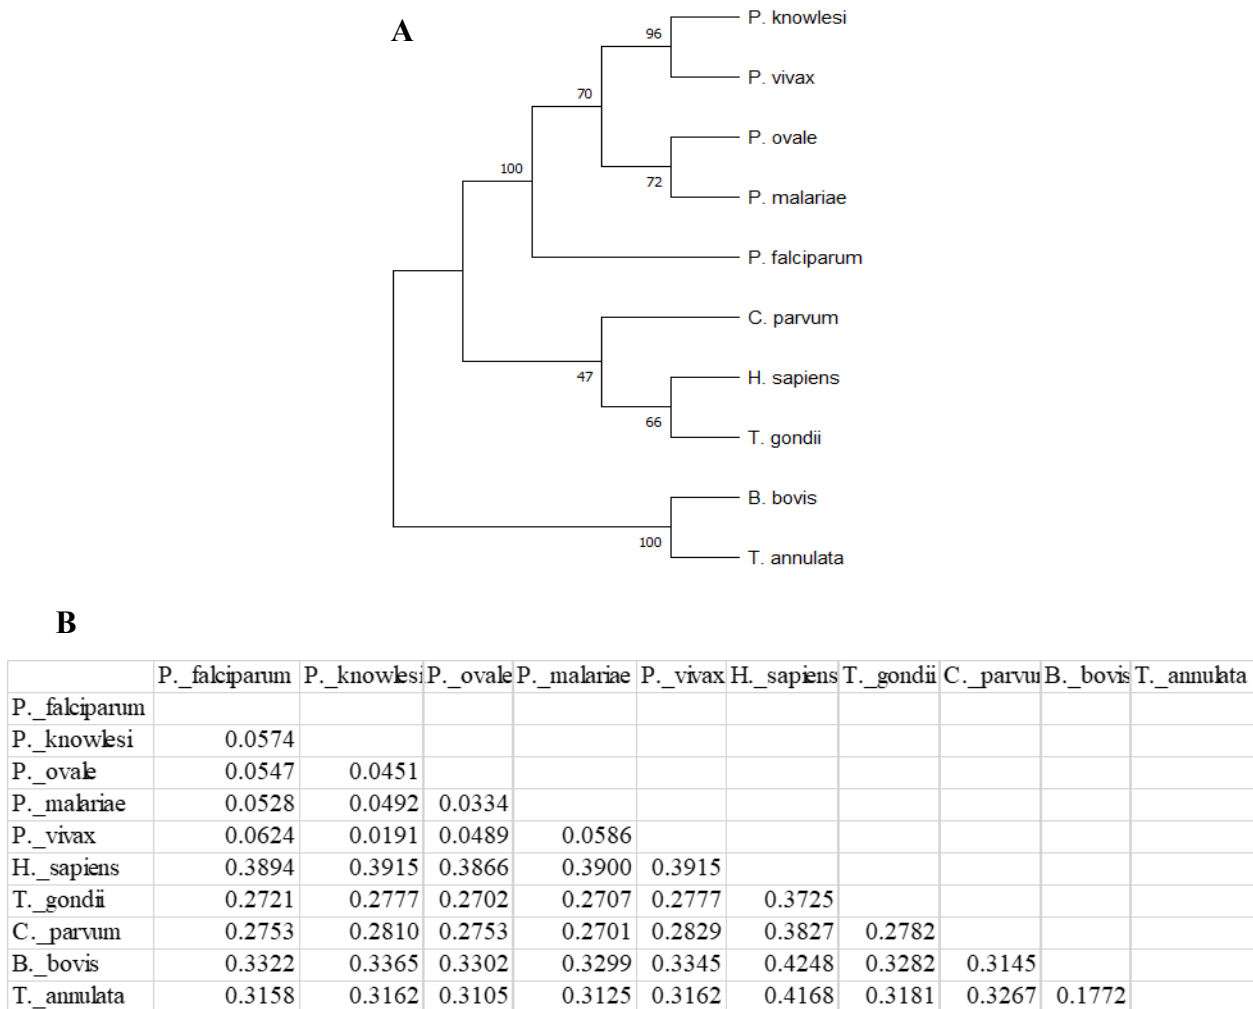 A
96
P. knowlesi
P. vivax
70
P. ovale
72
P. malariae
100
P. falciparum
C. parvum
47
H. sapiens
66
T. gondii
B. bovis
100
T. annulata
B
P._falciparum P._knowlesi P._ovale P._malariae P._vivax H._sapiens T._gondii C._parvu B._bovis T._annulata
P._falciparum
P._knowlesi 0.0574
P._ovale 0.0547 0.0451
P._malariae 0.0528 0.0492 0.0334
P._vivax 0.0624 0.0191 0.0489 0.0586
H._sapiens 0.3894 0.3915 0.3866 0.3900 0.3915
T._gondii 0.2721 0.2777 0.2702 0.2707 0.2777 0.3725
C._parvum 0.2753 0.2810 0.2753 0.2701 0.2829 0.3827 0.2782
B._bovis 0.3322 0.3365 0.3302 0.3299 0.3345 0.4248 0.3282 0.3145
T._annulata 0.3158 0.3162 0.3105 0.3125 0.3162 0.4168 0.3181 0.3267 0.1772